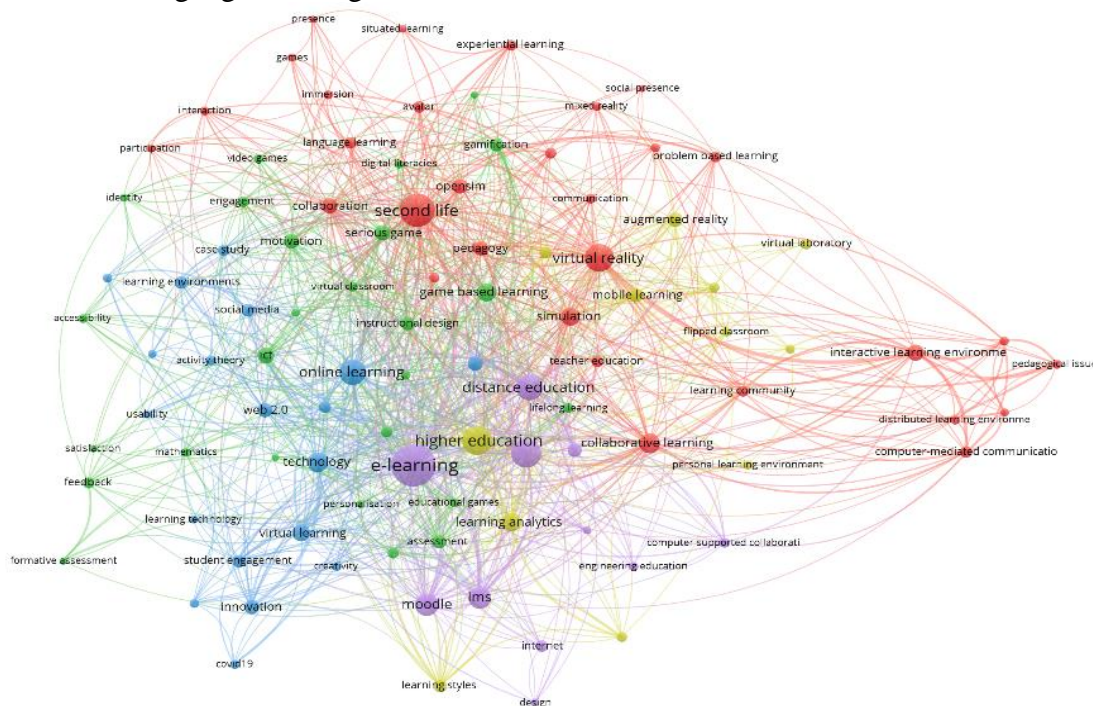 presence
situated learning
experiential learning
games
social presence
immersion
avatar
mixed reality
interaction
language learning
gamification
participation
video games
digital literacies
problem based learning
identity
engagement
collaboration
second life
opensim
communication
augmented reality
motivation
serious game
case study
pedagogy
virtual reality
virtual laboratory
learning environments
virtual classroom
game based learning
mobile learning
accessibility
social media
instructional design
simulation
flipped classroom
activity theory
ict
online learning
teacher education
interactive learning environme
pedagogical issue
distance education
learning community
usability
web 2.0
lifelong learning
distributed learning environme
higher education
collaborative learning
satisfaction
mathematics
computer-mediated communicatio
feedback
technology
e-learning
personal learning environment
personalisation
educational games
learning technology
learning analytics
virtual learning
assessment
computer-supported collaborati
formative assessment
student engagement
creativity
engineering education
innovation
moodle
lms
internet
covid19
learning styles
design